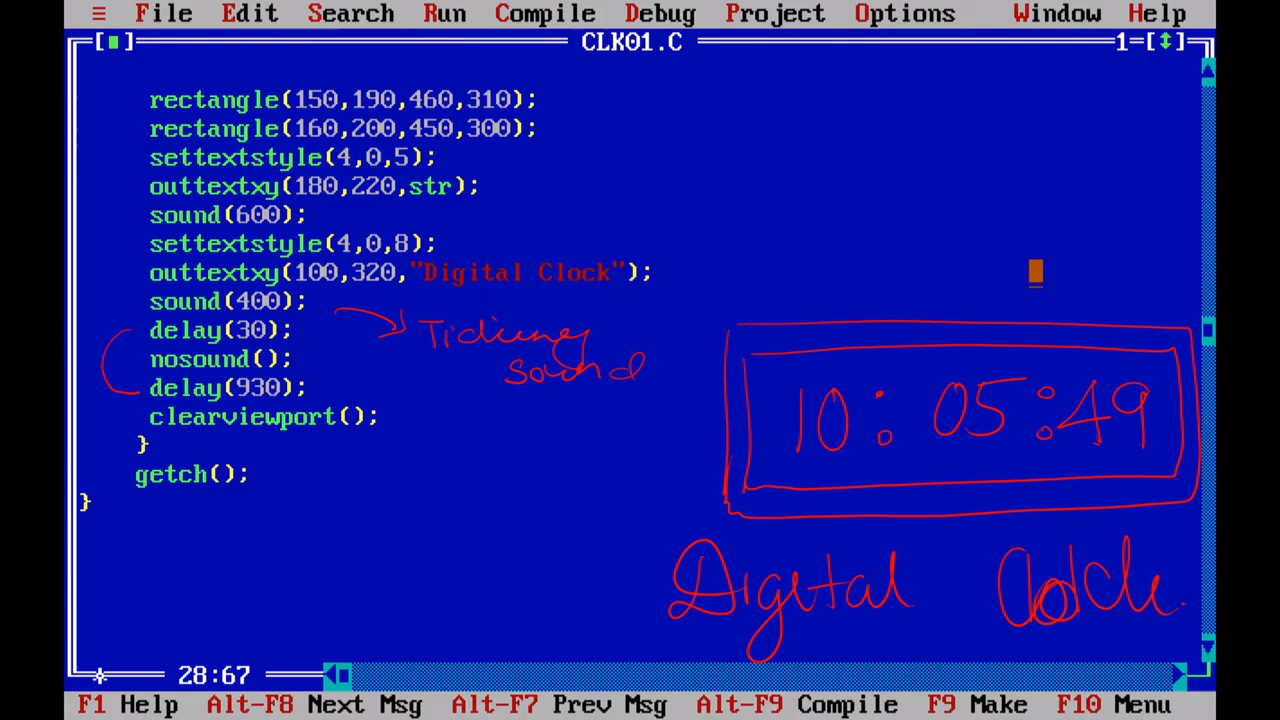 ≡ File Edit Search Run Compile Debug Project Options Window Help
CLK01.C 1
rectangle(150,190,460,310);
rectangle(160,200,450,300);
settextstyle(4,0,5);
outtextxy(180,220,str);
sound(600);
settextstyle(4,0,8);
outtextxy(100,320,"Digital Clock");
sound(400);
delay(30);
nosound();
delay(930);
clearviewport();
}
getch();
}
sound
10:05:49
Digital Clock
28:67
F1 Help Alt-F8 Next Msg Alt-F7 Prev Msg Alt-F9 Compile F9 Make F10 Menu